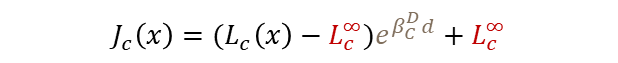 J_c(x) = (L_c(x) − L_c^∞)e^{β_C^D d} + L_c^∞